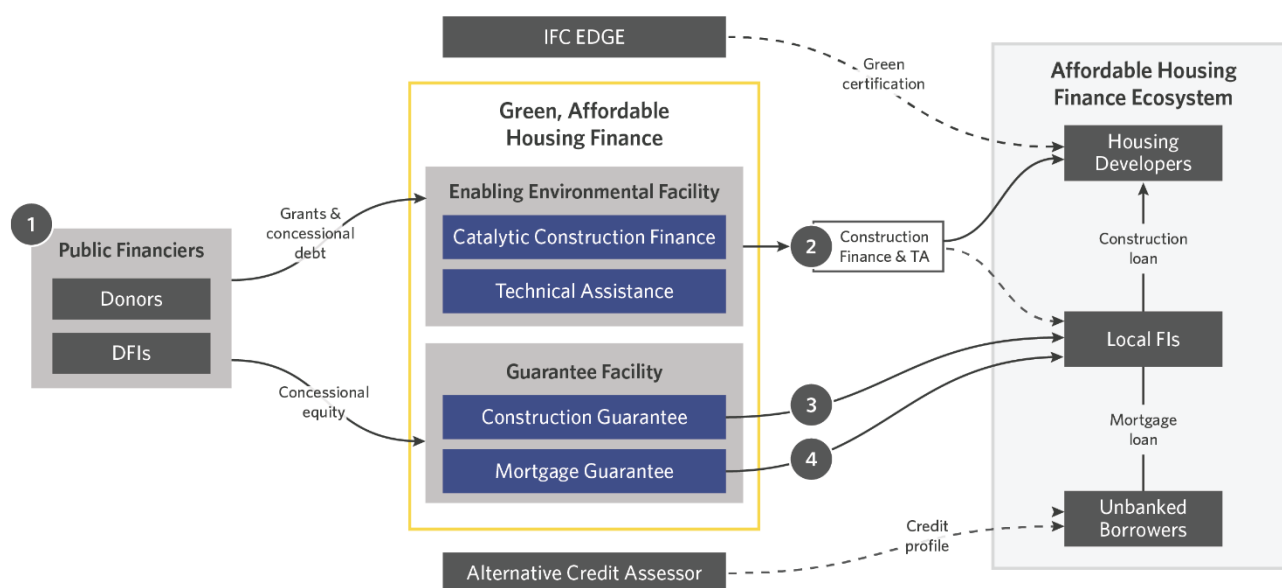 IFC EDGE
Green
certification
Affordable Housing
Finance Ecosystem
Green, Affordable
Housing Finance
Housing
Developers
Enabling Environmental Facility
1
Public Financiers
Donors
DFIs
Grants &
concessional
debt
Catalytic Construction Finance
Technical Assistance
2
Construction
Finance & TA
Construction
loan
Local FIs
Concessional
equity
Guarantee Facility
Construction Guarantee
3
Mortgage Guarantee
4
Mortgage
loan
Unbanked
Borrowers
Credit
profile
Alternative Credit Assessor